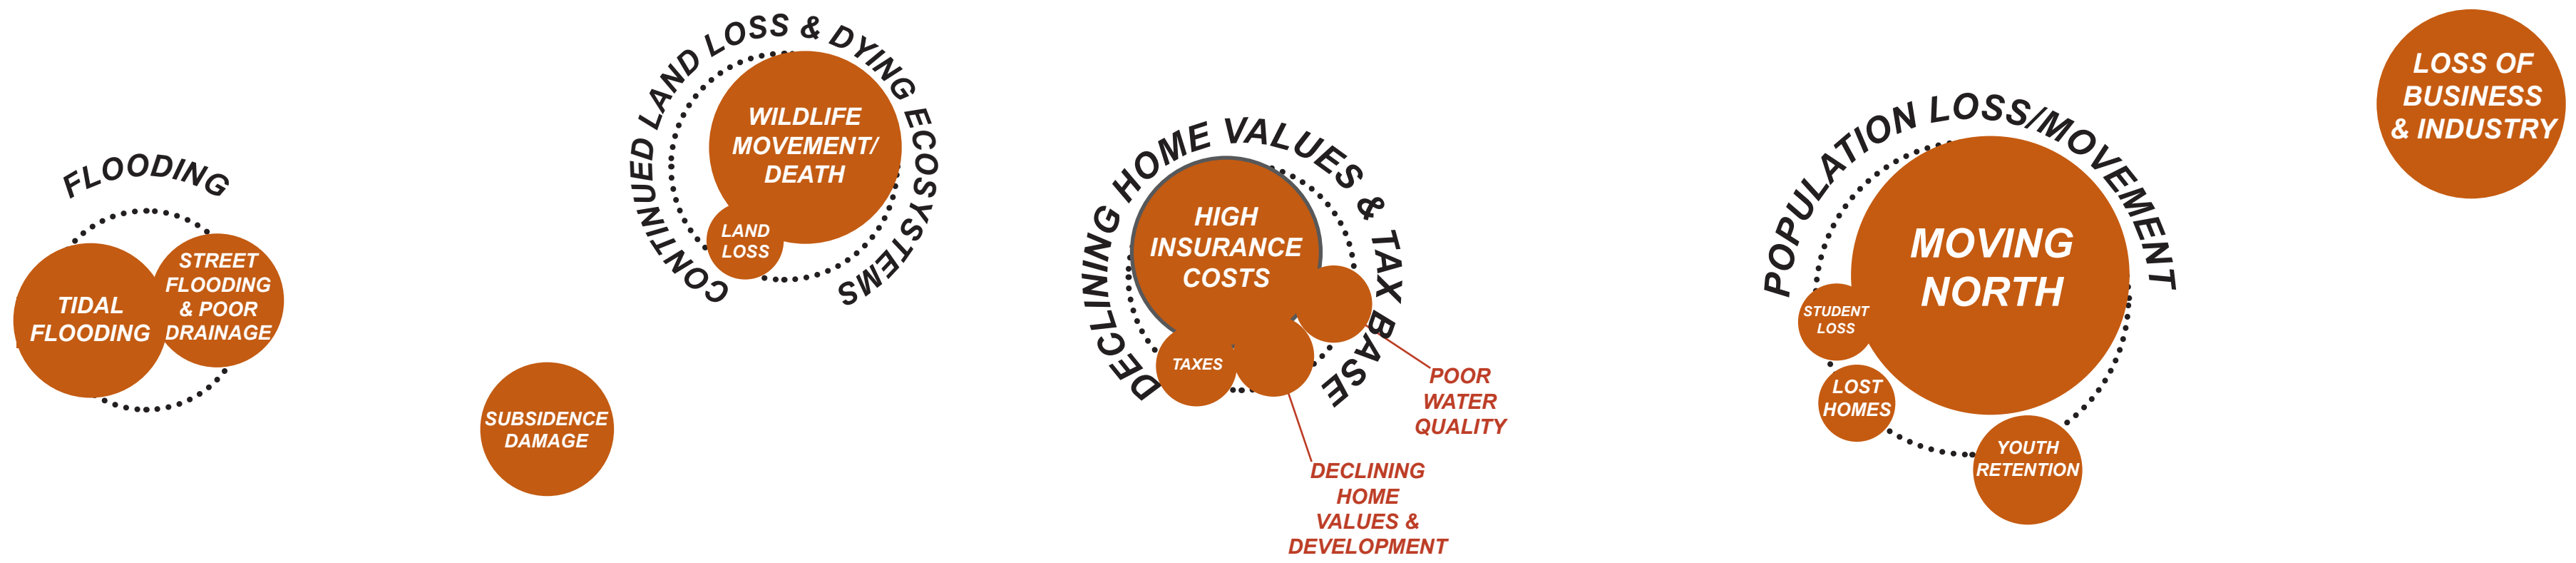 FLOODING
TIDAL
FLOODING
STREET
FLOODING
& POOR
DRAINAGE
SUBSIDENCE
DAMAGE
CONTINUED LAND LOSS & DYING ECOSYSTEMS
WILDLIFE
MOVEMENT/
DEATH
LAND
LOSS
DECLINING HOME VALUES & TAX BASE
HIGH
INSURANCE
COSTS
TAXES
POOR
WATER
QUALITY
DECLINING
HOME
VALUES &
DEVELOPMENT
POPULATION LOSS/MOVEMENT
MOVING
NORTH
STUDENT
LOSS
LOST
HOMES
YOUTH
RETENTION
LOSS OF
BUSINESS
& INDUSTRY